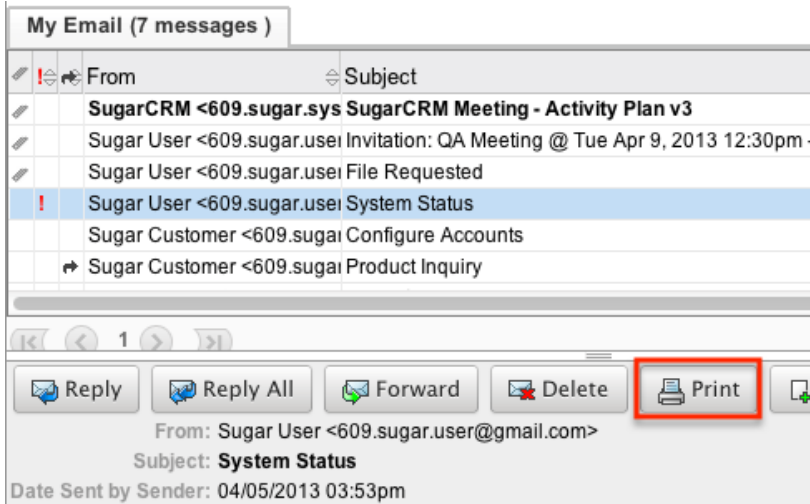 My Email (7 messages )
! From Subject
SugarCRM <609.sugar.sys SugarCRM Meeting - Activity Plan v3
Sugar User <609.sugar.user Invitation: QA Meeting @ Tue Apr 9, 2013 12:30pm -
Sugar User <609.sugar.user File Requested
! Sugar User <609.sugar.user System Status
Sugar Customer <609.sugar Configure Accounts
Sugar Customer <609.sugar Product Inquiry
1
Reply Reply All Forward Delete Print
From: Sugar User <609.sugar.user@gmail.com>
Subject: System Status
Date Sent by Sender: 04/05/2013 03:53pm